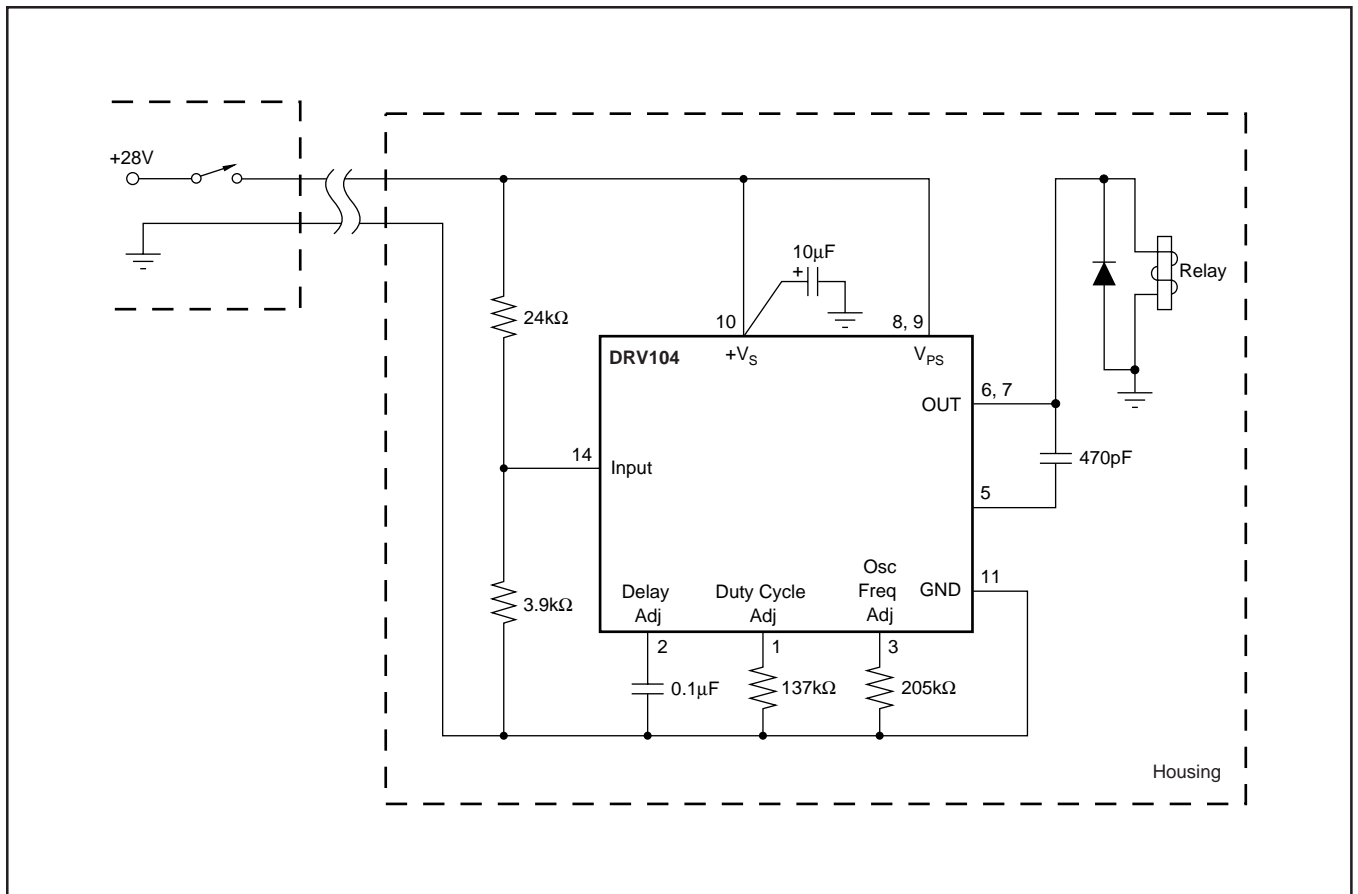 +28V
24kΩ
3.9kΩ
10μF
+
10
+V_S
8, 9
V_PS
DRV104
6, 7
OUT
14
Input
470pF
5
Relay
11
GND
Delay
Adj
Duty Cycle
Adj
Osc
Freq
Adj
2
1
3
0.1μF
137kΩ
205kΩ
Housing